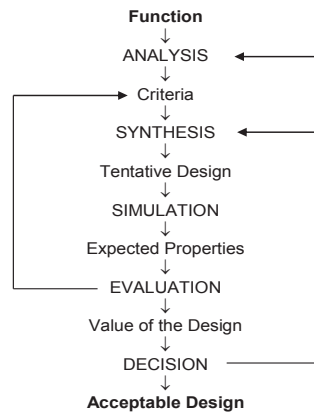 Function
ANALYSIS
Criteria
SYNTHESIS
Tentative Design
SIMULATION
Expected Properties
EVALUATION
Value of the Design
DECISION
Acceptable Design